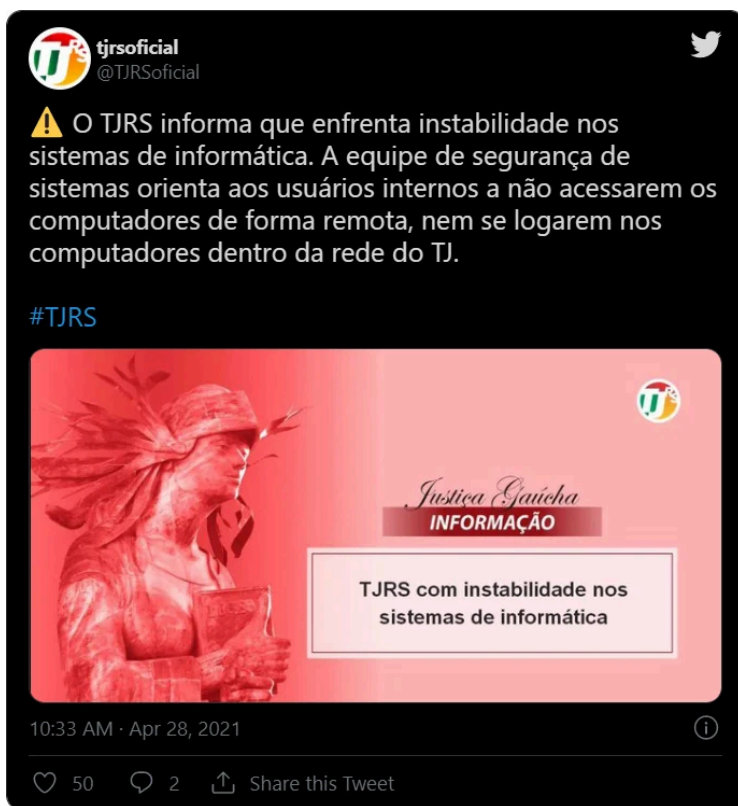 tjrsoficial
@TJRSoficial
⚠️ O TJRS informa que enfrenta instabilidade nos
sistemas de informática. A equipe de segurança de
sistemas orienta aos usuários internos a não acessarem os
computadores de forma remota, nem se logarem nos
computadores dentro da rede do TJ.
#TJRS
Justiça Gaúcha
INFORMAÇÃO
TJRS com instabilidade nos
sistemas de informática
10:33 AM · Apr 28, 2021
50 2 Share this Tweet